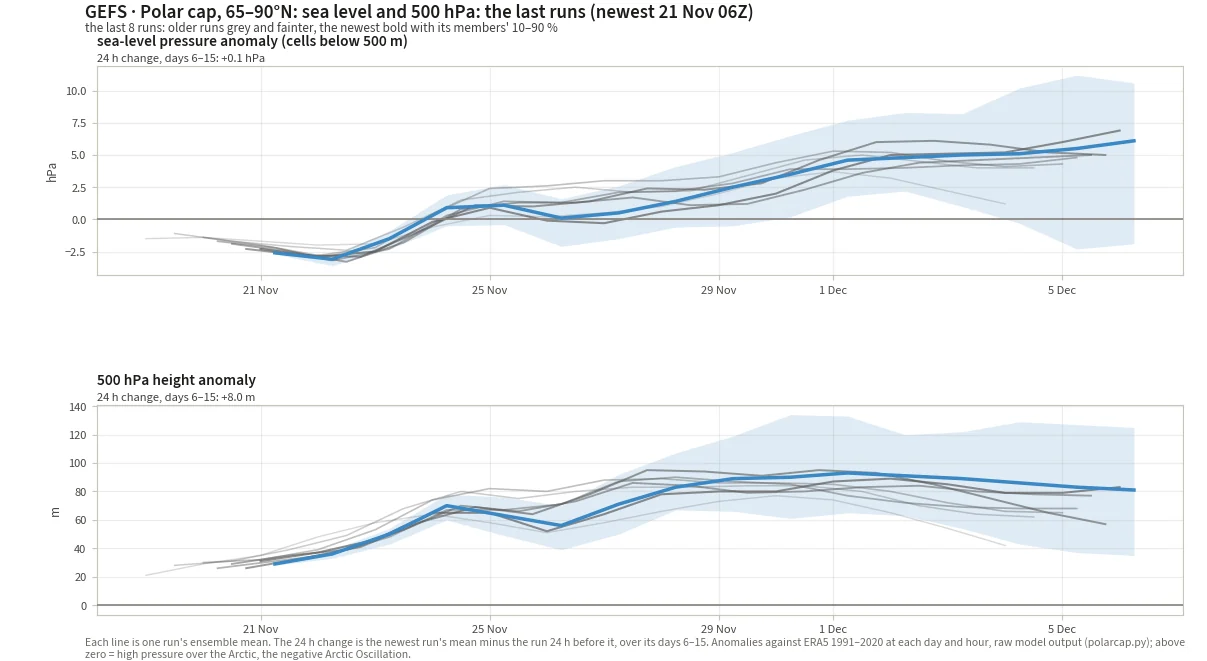 GEFS · Polar cap, 65–90°N: sea level and 500 hPa: the last runs (newest 21 Nov 06Z)
the last 8 runs: older runs grey and fainter, the newest bold with its members' 10–90 %
sea-level pressure anomaly (cells below 500 m)
24 h change, days 6–15: +0.1 hPa
10.0
7.5
5.0
2.5
0.0
−2.5
hPa
21 Nov
25 Nov
29 Nov
1 Dec
5 Dec
500 hPa height anomaly
24 h change, days 6–15: +8.0 m
140
120
100
80
60
40
20
0
m
21 Nov
25 Nov
29 Nov
1 Dec
5 Dec
Each line is one run's ensemble mean. The 24 h change is the newest run's mean minus the run 24 h before it, over its days 6–15. Anomalies against ERA5 1991–2020 at each day and hour, raw model output (polarcap.py); above
zero = high pressure over the Arctic, the negative Arctic Oscillation.